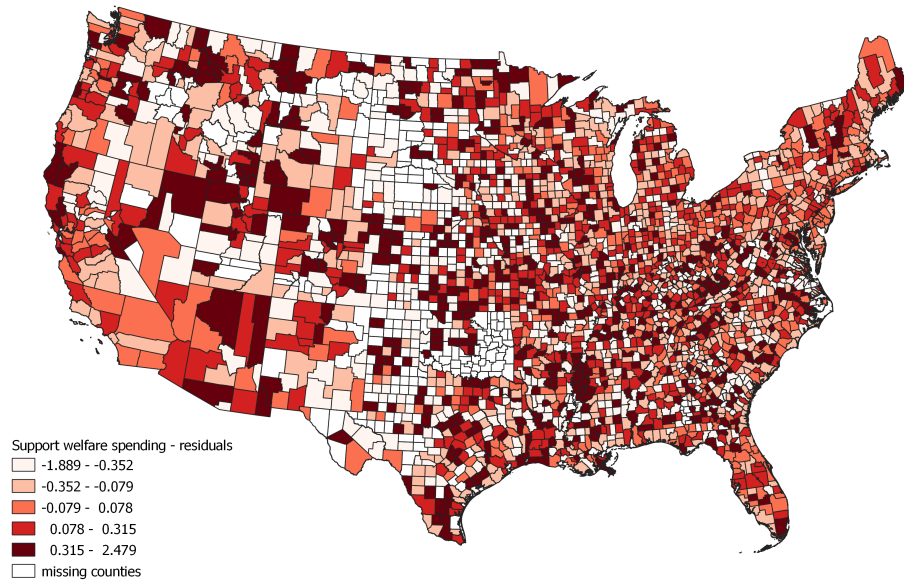 Support welfare spending - residuals
-1.889 - -0.352
-0.352 - -0.079
-0.079 - 0.078
0.078 - 0.315
0.315 - 2.479
missing counties